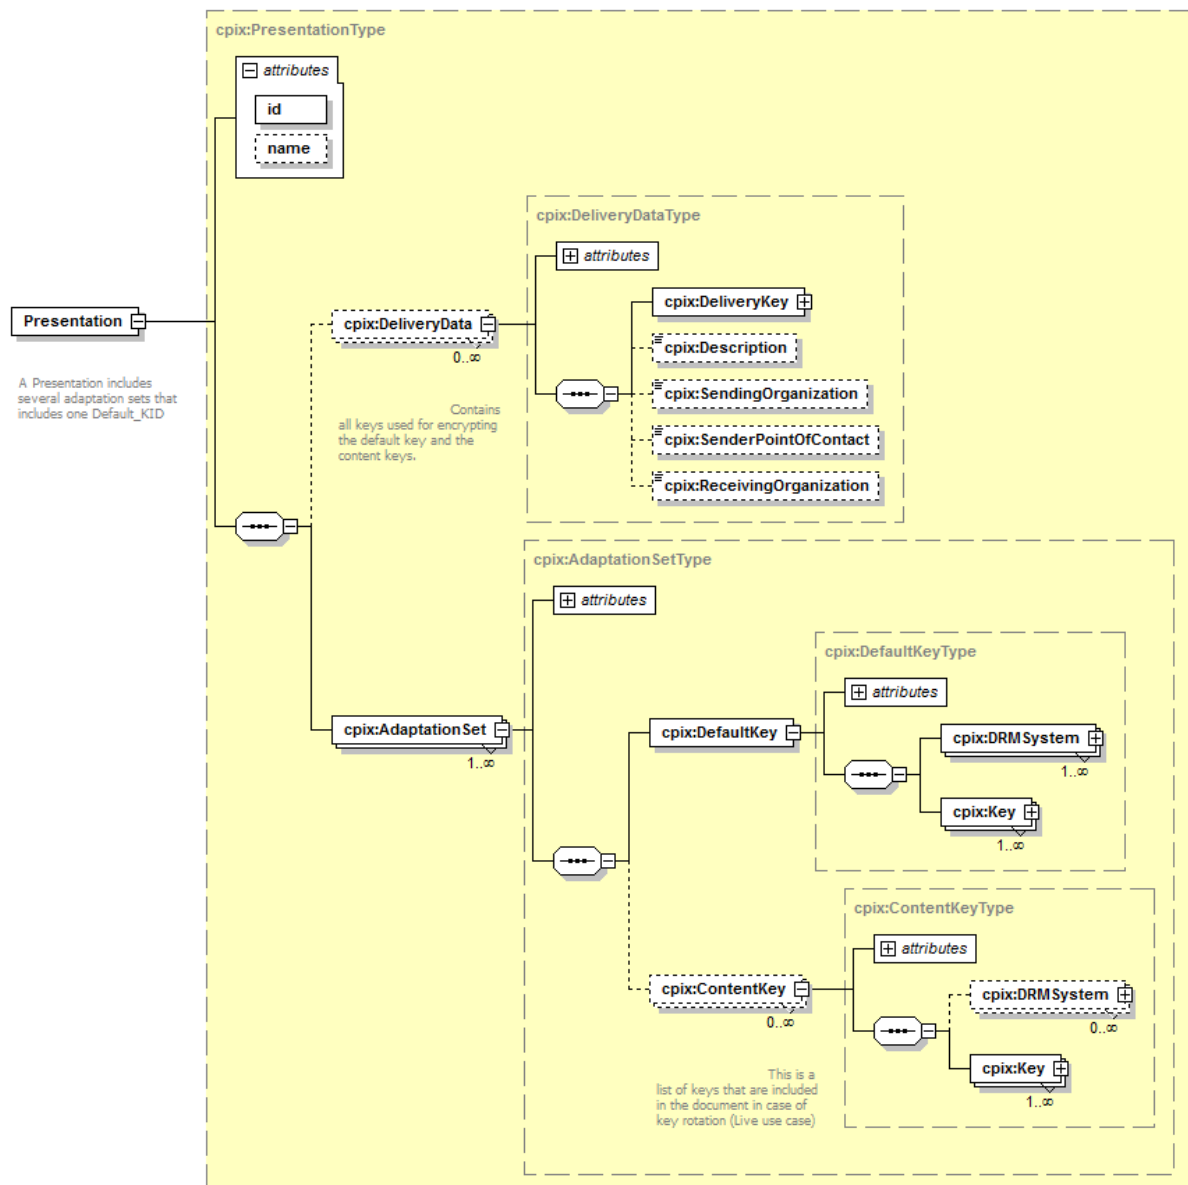 cpix:PresentationType
attributes
id
name
Presentation
A Presentation includes
several adaptation sets that
includes one Default_KID
cpix:DeliveryData
0..∞
Contains
all keys used for encrypting
the default key and the
content keys.
cpix:DeliveryDataType
attributes
cpix:DeliveryKey
cpix:Description
cpix:SendingOrganization
cpix:SenderPointOfContact
cpix:ReceivingOrganization
cpix:AdaptationSet
1..∞
cpix:AdaptationSetType
attributes
cpix:DefaultKey
cpix:DefaultKeyType
attributes
cpix:DRMSystem
1..∞
cpix:Key
1..∞
cpix:ContentKey
0..∞
This is a
list of keys that are included
in the document in case of
key rotation (Live use case)
cpix:ContentKeyType
attributes
cpix:DRMSystem
0..∞
cpix:Key
1..∞